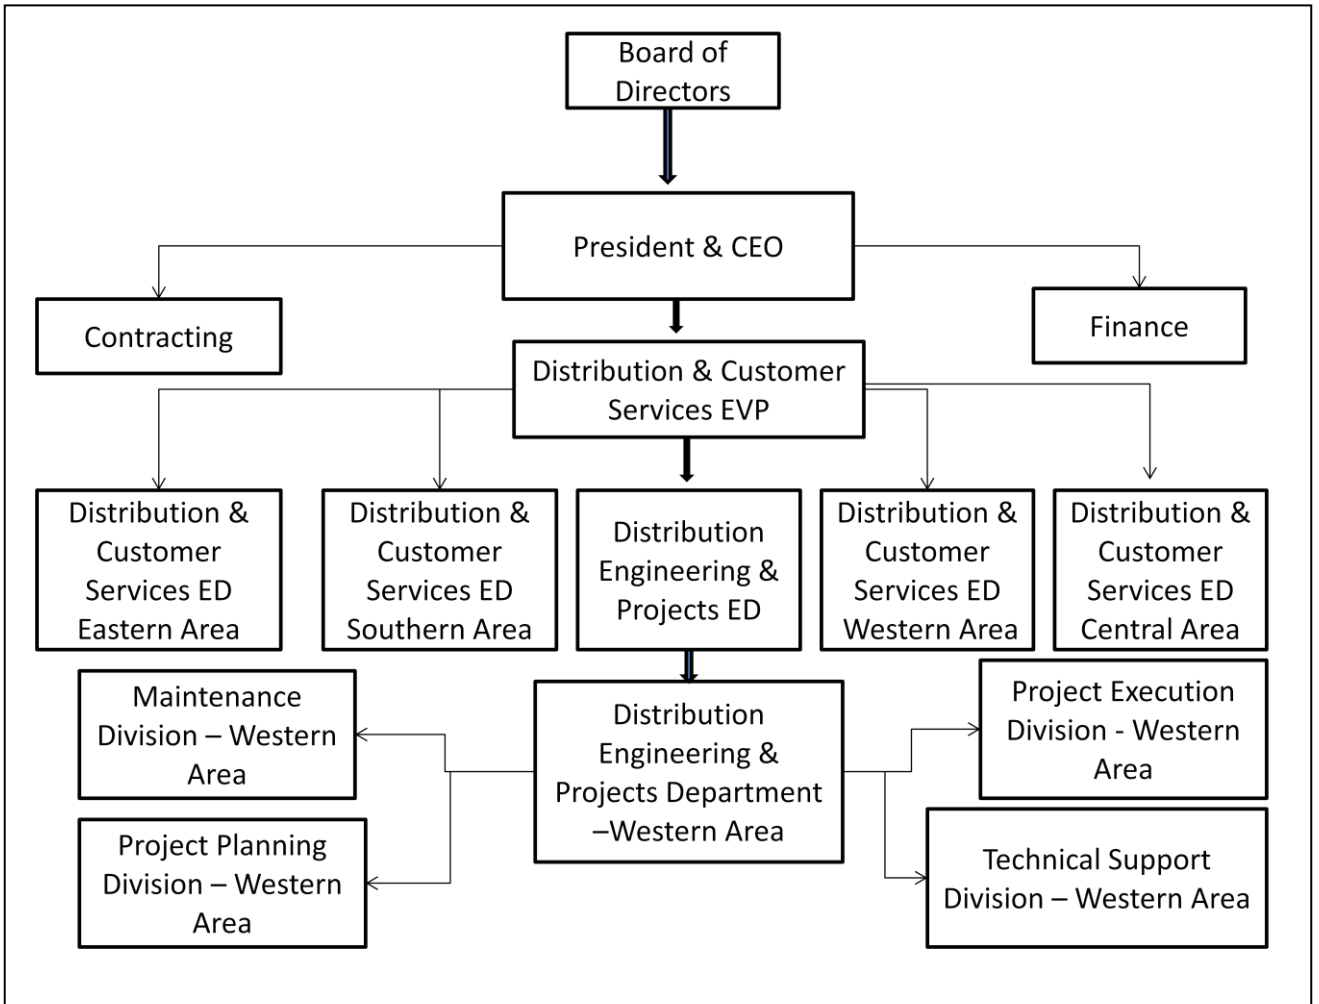 Board of
Directors
President & CEO
Contracting
Finance
Distribution & Customer
Services EVP
Distribution &
Customer
Services ED
Eastern Area
Distribution &
Customer
Services ED
Southern Area
Distribution
Engineering &
Projects ED
Distribution &
Customer
Services ED
Western Area
Distribution &
Customer
Services ED
Central Area
Maintenance
Division – Western
Area
Distribution
Engineering &
Projects Department
–Western Area
Project Execution
Division - Western
Area
Project Planning
Division – Western
Area
Technical Support
Division – Western Area